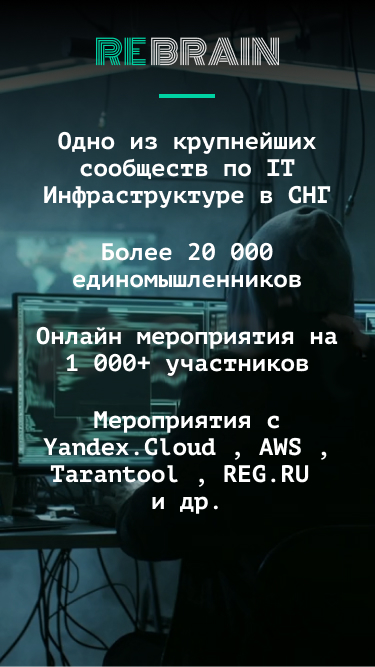 REBRAIN
Одно из крупнейших
сообществ по IT
Инфраструктуре в СНГ
Более 20 000
единомышленников
Онлайн мероприятия на
1 000+ участников
Мероприятия с
Yandex.Cloud , AWS ,
Tarantool , REG.RU
и др.